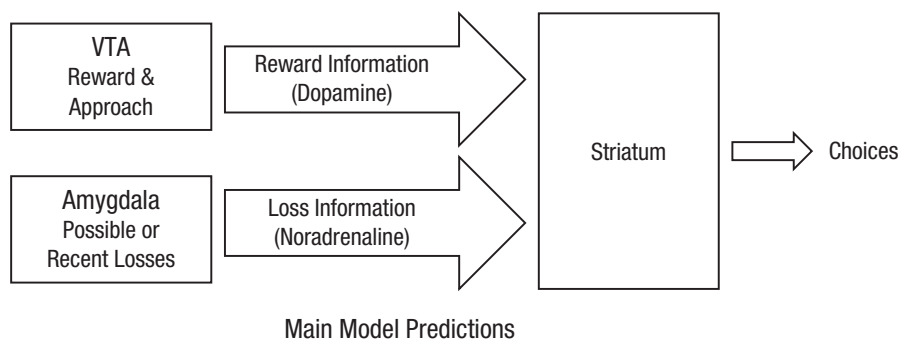 VTA
Reward &
Approach
Reward Information
(Dopamine)
Amygdala
Possible or
Recent Losses
Loss Information
(Noradrenaline)
Striatum
Choices
Main Model Predictions